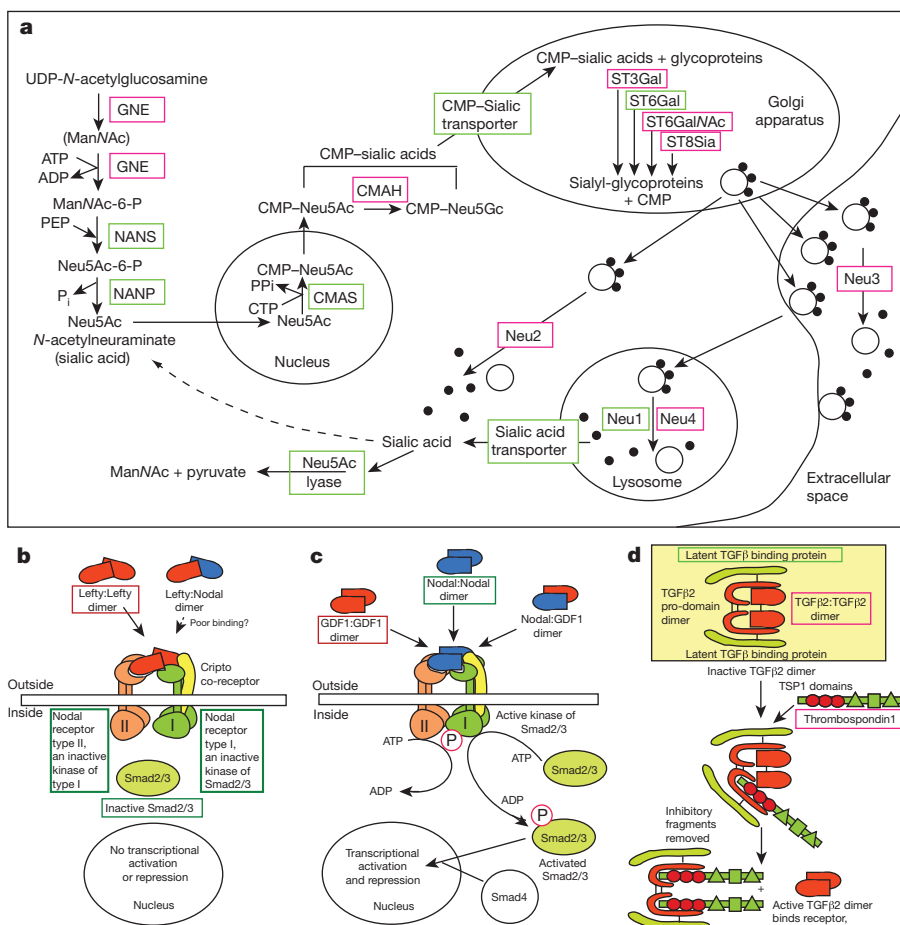 a
UDP-N-acetylglucosamine
GNE
(ManNAc)
ATP
ADP
GNE
ManNAc-6-P
PEP
NANS
Neu5Ac-6-P
Pi
NANP
Neu5Ac
N-acetylneuraminate
(sialic acid)
CMP–sialic acids
CMAH
CMP–Neu5Ac
CMP–Neu5Gc
CMP–Neu5Ac
PPi
CTP
CMAS
Neu5Ac
Nucleus
CMP–Sialic
transporter
CMP–sialic acids + glycoproteins
ST3Gal
ST6Gal
ST6GalNAc
ST8Sia
Golgi
apparatus
Sialyl-glycoproteins
+ CMP
Neu3
Neu2
Neu1
Neu4
Lysosome
Sialic acid
transporter
Sialic acid
Neu5Ac
lyase
ManNAc + pyruvate
Extracellular
space
b
Lefty:Lefty
dimer
Lefty:Nodal
dimer
Poor binding?
Cripto
co-receptor
Outside
Inside
II
I
Nodal
receptor
type II,
an inactive
kinase of
type I
Nodal
receptor
type I,
an inactive
kinase of
Smad2/3
Smad2/3
Inactive Smad2/3
No transcriptional
activation
or repression
Nucleus
c
Nodal:Nodal
dimer
GDF1:GDF1
dimer
Nodal:GDF1
dimer
Outside
Inside
II
I
P
Active kinase of
Smad2/3
ATP
ADP
ATP
Smad2/3
ADP
P
Smad2/3
Activated
Smad2/3
Transcriptional
activation
and repression
Nucleus
Smad4
d
Latent TGFβ binding protein
TGFβ2
pro-domain
dimer
TGFβ2:TGFβ2
dimer
Latent TGFβ binding protein
Inactive TGFβ2 dimer
TSP1 domains
Thrombospondin1
Inhibitory
fragments
removed
+
Active TGFβ2 dimer
binds receptor,